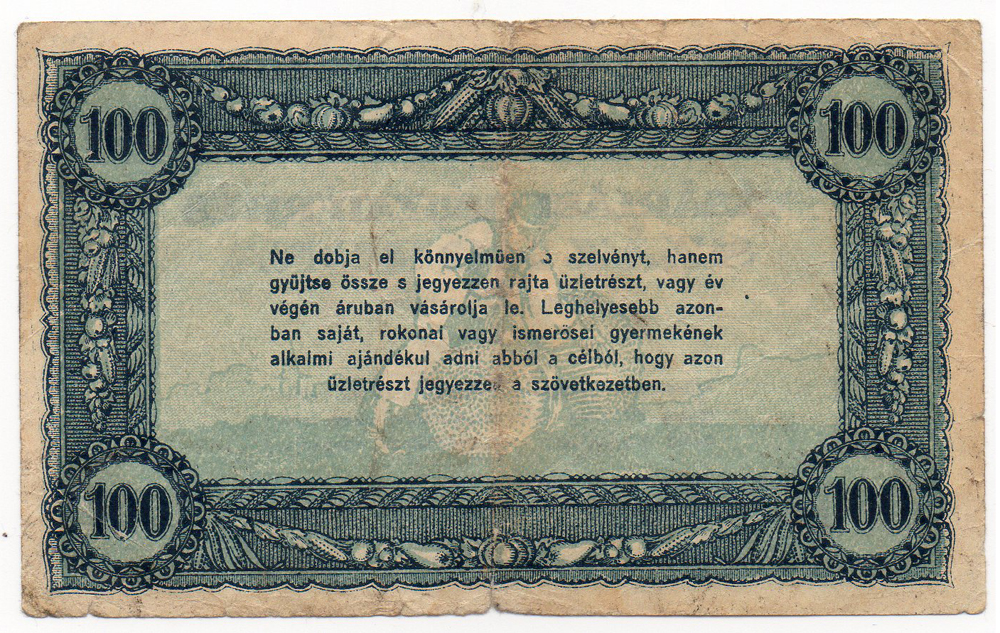 100 100
Ne dobja el könnyelmüen a szelvényt, hanem
gyüjtse össze s jegyezzen rajta üzletrészt, vagy év
végén áruban vásárolja le. Leghelyesebb azon-
ban saját, rokonai vagy ismerősei gyermekének
alkalmi ajándékul adni abból a célból, hogy azon
üzletrészt jegyezzen a szövetkezetben.
100 100